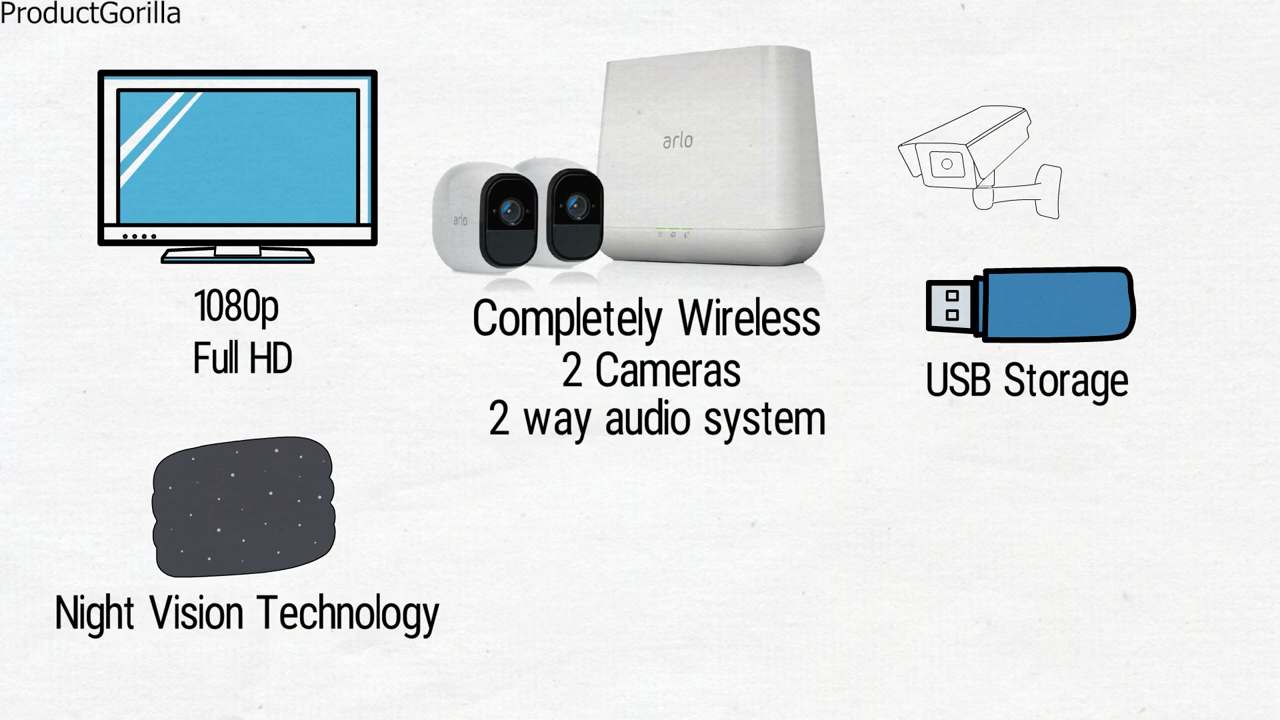 ProductGorilla
arlo
arlo
1080p
Full HD
Completely Wireless
2 Cameras
2 way audio system
USB Storage
Night Vision Technology